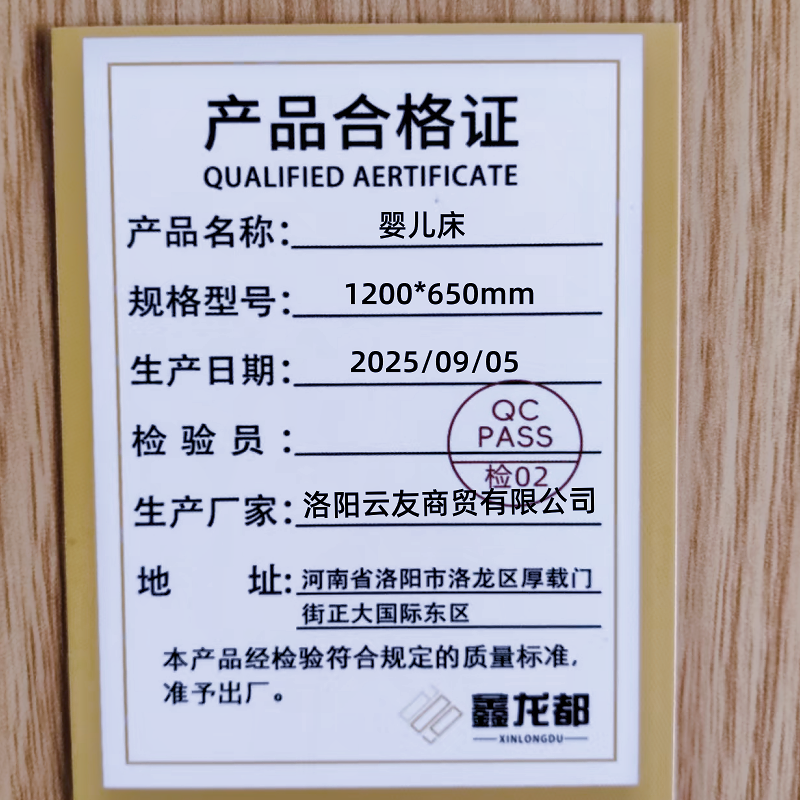 产品合格证
QUALIFIED AERTIFICATE
产品名称：婴儿床
规格型号：1200*650mm
生产日期：2025/09/05
检验员：
QC
PASS
检02
生产厂家：洛阳云友商贸有限公司
地址：河南省洛阳市洛龙区厚载门
街正大国际东区
本产品经检验符合规定的质量标准，
准予出厂。
鑫龙都
XINLONGDU